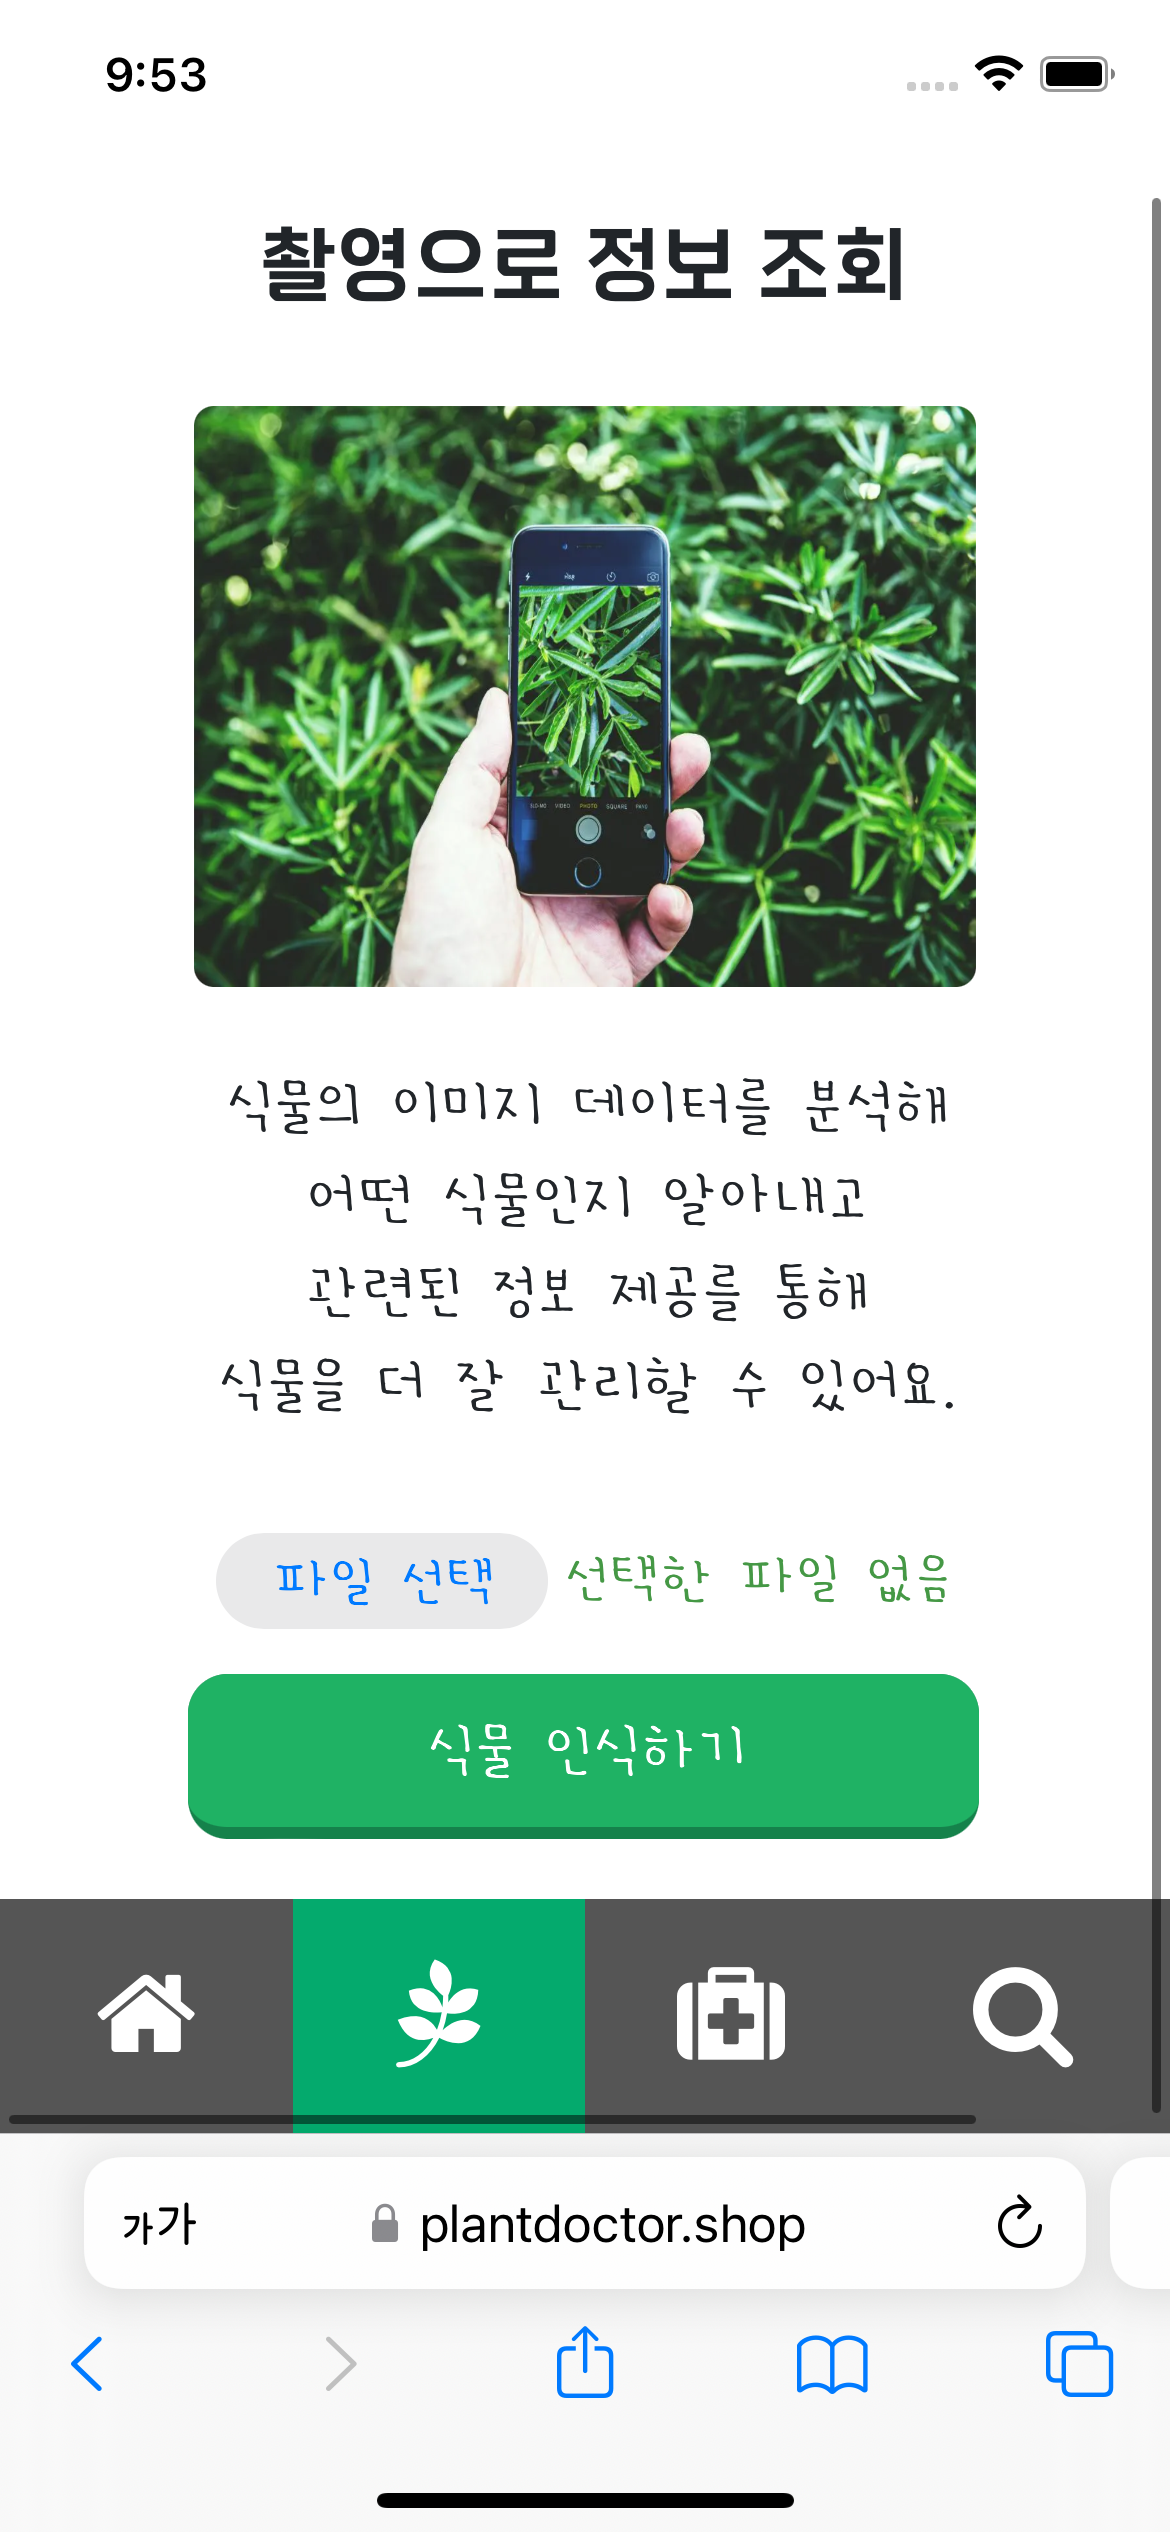 9:53
촬영으로 정보 조회
VIDEO PHOTO SQUARE PANO
식물의 이미지 데이터를 분석해
어떤 식물인지 알아내고
관련된 정보 제공를 통해
식물을 더 잘 관리할 수 있어요.
파일 선택 선택한 파일 없음
식물 인식하기
가가 plantdoctor.shop